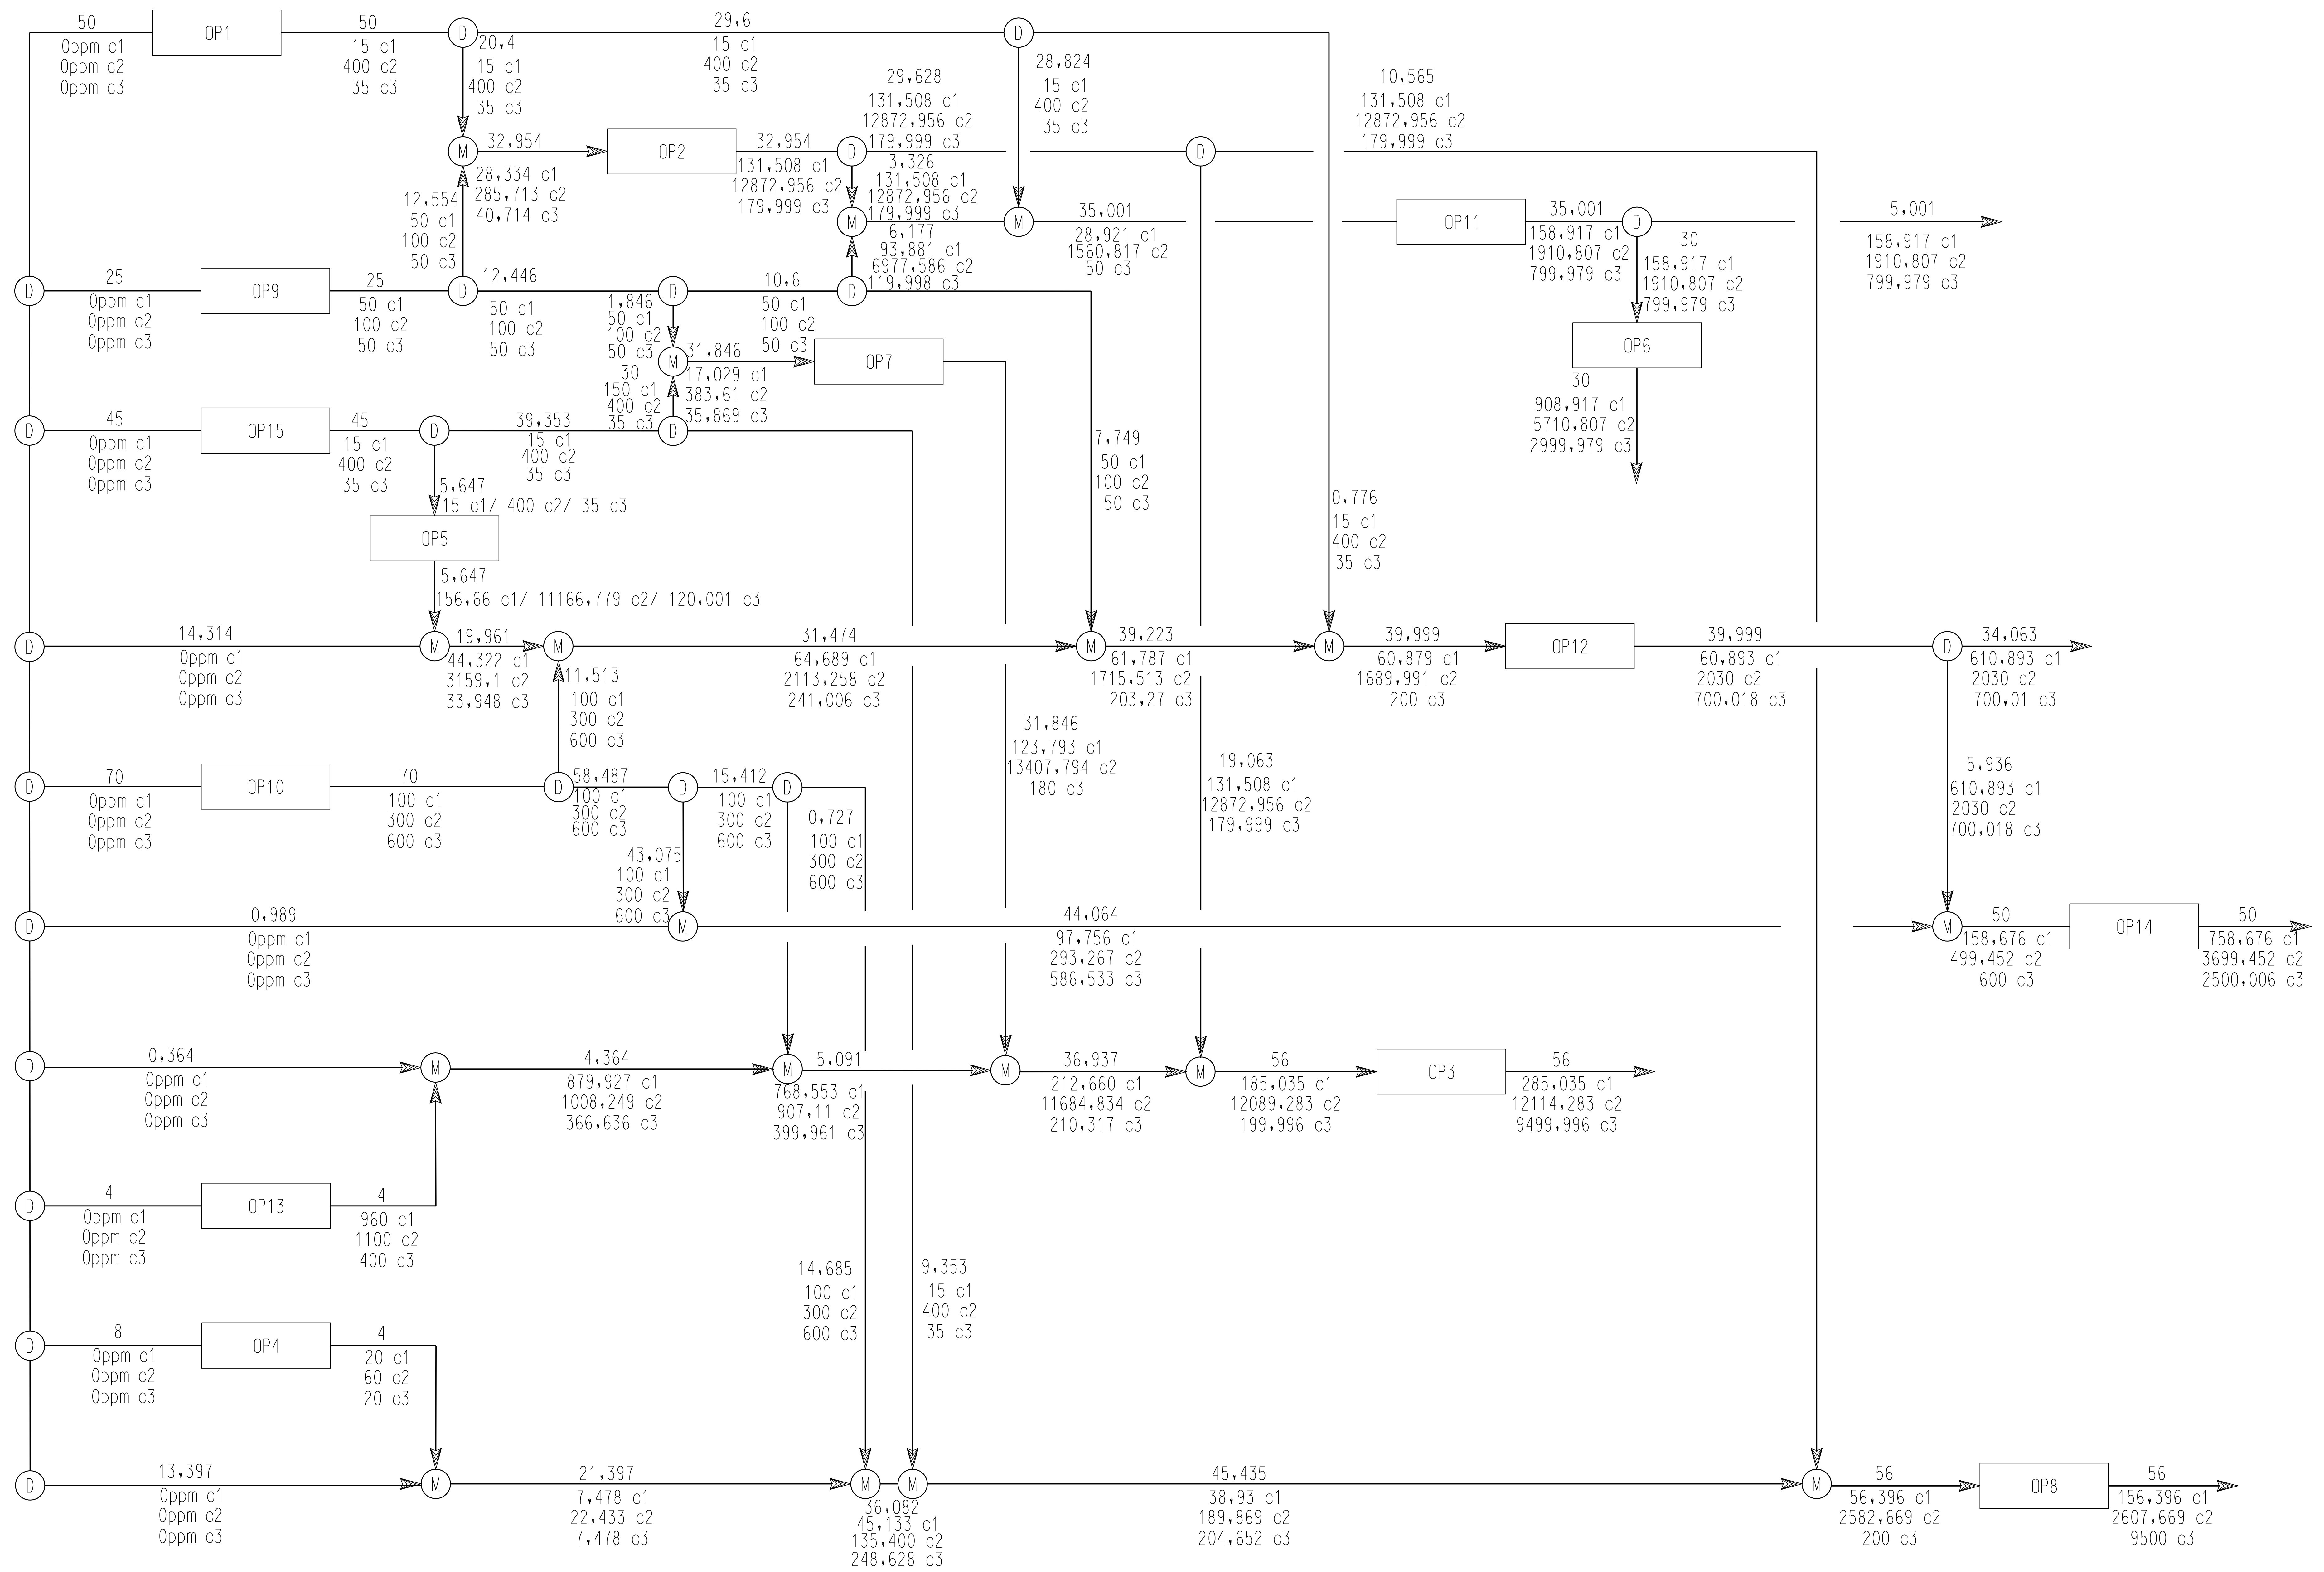 50
0ppm c1
0ppm c2
0ppm c3
OP1
50
15 c1
400 c2
35 c3
D
20,4
15 c1
400 c2
35 c3
29,6
15 c1
400 c2
35 c3
D
28,824
15 c1
400 c2
35 c3
M
32,954
28,334 c1
285,713 c2
40,714 c3
OP2
32,954
131,508 c1
12872,956 c2
179,999 c3
D
29,628
131,508 c1
12872,956 c2
179,999 c3
3,326
131,508 c1
12872,956 c2
179,999 c3
D
10,565
131,508 c1
12872,956 c2
179,999 c3
M
6,177
93,881 c1
6977,586 c2
119,998 c3
M
35,001
28,921 c1
1560,817 c2
50 c3
OP11
35,001
158,917 c1
1910,807 c2
799,979 c3
D
5,001
158,917 c1
1910,807 c2
799,979 c3
30
158,917 c1
1910,807 c2
799,979 c3
OP6
30
908,917 c1
5710,807 c2
2999,979 c3
12,554
50 c1
100 c2
50 c3
D
25
0ppm c1
0ppm c2
0ppm c3
OP9
25
50 c1
100 c2
50 c3
D
12,446
50 c1
100 c2
50 c3
D
10,6
50 c1
100 c2
50 c3
D
1,846
50 c1
100 c2
50 c3
M
31,846
17,029 c1
383,61 c2
35,869 c3
OP7
30
150 c1
400 c2
35 c3
D
45
0ppm c1
0ppm c2
0ppm c3
OP15
45
15 c1
400 c2
35 c3
D
39,353
15 c1
400 c2
35 c3
D
5,647
15 c1/ 400 c2/ 35 c3
OP5
5,647
156,66 c1/ 11166,779 c2/ 120,001 c3
7,749
50 c1
100 c2
50 c3
0,776
15 c1
400 c2
35 c3
D
14,314
0ppm c1
0ppm c2
0ppm c3
M
19,961
44,322 c1
3159,1 c2
33,948 c3
M
31,474
64,689 c1
2113,258 c2
241,006 c3
M
39,223
61,787 c1
1715,513 c2
203,27 c3
M
39,999
60,879 c1
1689,991 c2
200 c3
OP12
39,999
60,893 c1
2030 c2
700,018 c3
D
34,063
610,893 c1
2030 c2
700,01 c3
11,513
100 c1
300 c2
600 c3
31,846
123,793 c1
13407,794 c2
180 c3
19,063
131,508 c1
12872,956 c2
179,999 c3
5,936
610,893 c1
2030 c2
700,018 c3
D
70
0ppm c1
0ppm c2
0ppm c3
OP10
70
100 c1
300 c2
600 c3
D
58,487
100 c1
300 c2
600 c3
D
15,412
100 c1
300 c2
600 c3
D
0,727
100 c1
300 c2
600 c3
43,075
100 c1
300 c2
600 c3
D
0,989
0ppm c1
0ppm c2
0ppm c3
M
44,064
97,756 c1
293,267 c2
586,533 c3
M
50
158,676 c1
499,452 c2
600 c3
OP14
50
758,676 c1
3699,452 c2
2500,006 c3
D
0,364
0ppm c1
0ppm c2
0ppm c3
M
4,364
879,927 c1
1008,249 c2
366,636 c3
M
5,091
768,553 c1
907,11 c2
399,961 c3
M
36,937
212,660 c1
11684,834 c2
210,317 c3
M
56
185,035 c1
12089,283 c2
199,996 c3
OP3
56
285,035 c1
12114,283 c2
9499,996 c3
D
4
0ppm c1
0ppm c2
0ppm c3
OP13
4
960 c1
1100 c2
400 c3
14,685
100 c1
300 c2
600 c3
9,353
15 c1
400 c2
35 c3
D
8
0ppm c1
0ppm c2
0ppm c3
OP4
4
20 c1
60 c2
20 c3
D
13,397
0ppm c1
0ppm c2
0ppm c3
M
21,397
7,478 c1
22,433 c2
7,478 c3
M
M
36,082
45,133 c1
135,400 c2
248,628 c3
45,435
38,93 c1
189,869 c2
204,652 c3
M
56
56,396 c1
2582,669 c2
200 c3
OP8
56
156,396 c1
2607,669 c2
9500 c3